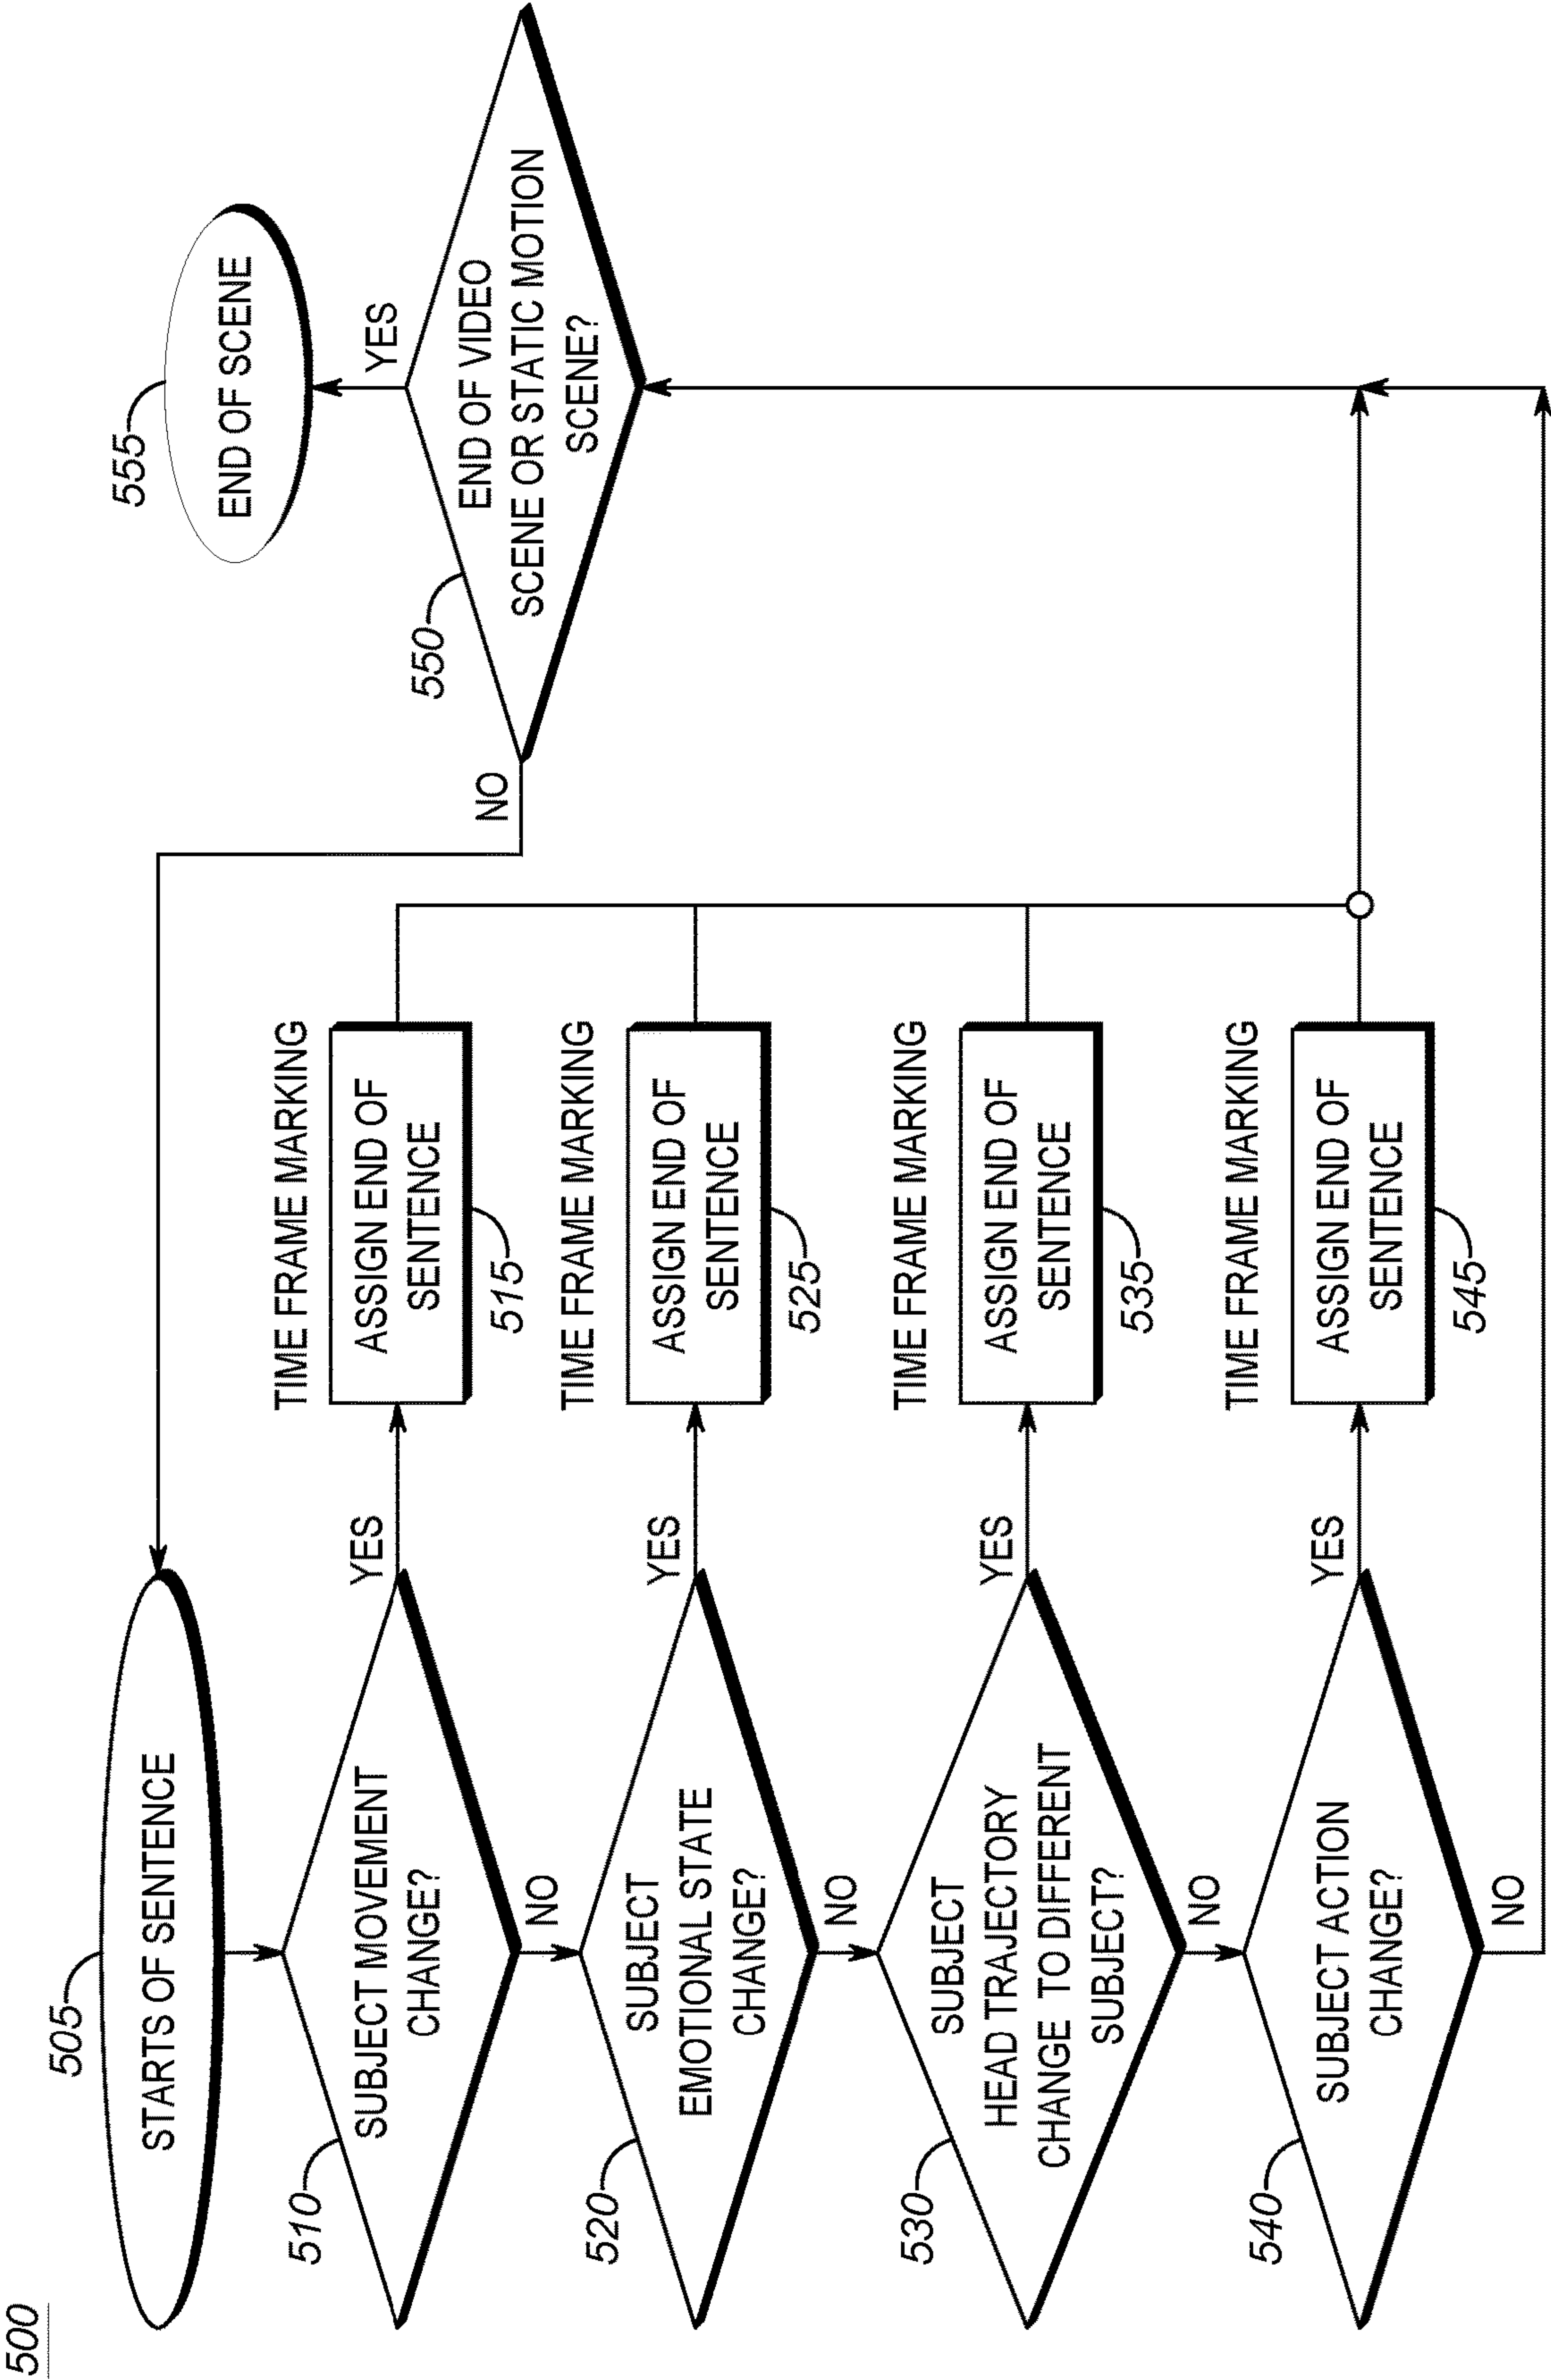 500
505
STARTS OF SENTENCE
510
SUBJECT MOVEMENT
CHANGE?
YES
NO
TIME FRAME MARKING
ASSIGN END OF
SENTENCE
515
520
SUBJECT
EMOTIONAL STATE
CHANGE?
YES
NO
TIME FRAME MARKING
ASSIGN END OF
SENTENCE
525
530
SUBJECT
HEAD TRAJECTORY
CHANGE TO DIFFERENT
SUBJECT?
YES
NO
TIME FRAME MARKING
ASSIGN END OF
SENTENCE
535
540
SUBJECT ACTION
CHANGE?
YES
NO
TIME FRAME MARKING
ASSIGN END OF
SENTENCE
545
550
END OF VIDEO
SCENE OR STATIC MOTION
SCENE?
NO
YES
555
END OF SCENE